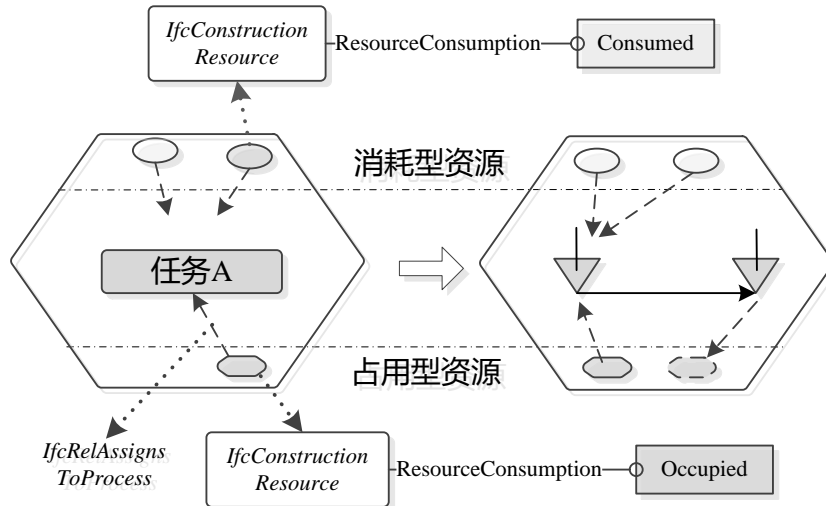 IfcConstruction
Resource
ResourceConsumption
Consumed
消耗型资源
任务A
占用型资源
IfcRelAssigns
ToProcess
IfcConstruction
Resource
ResourceConsumption
Occupied